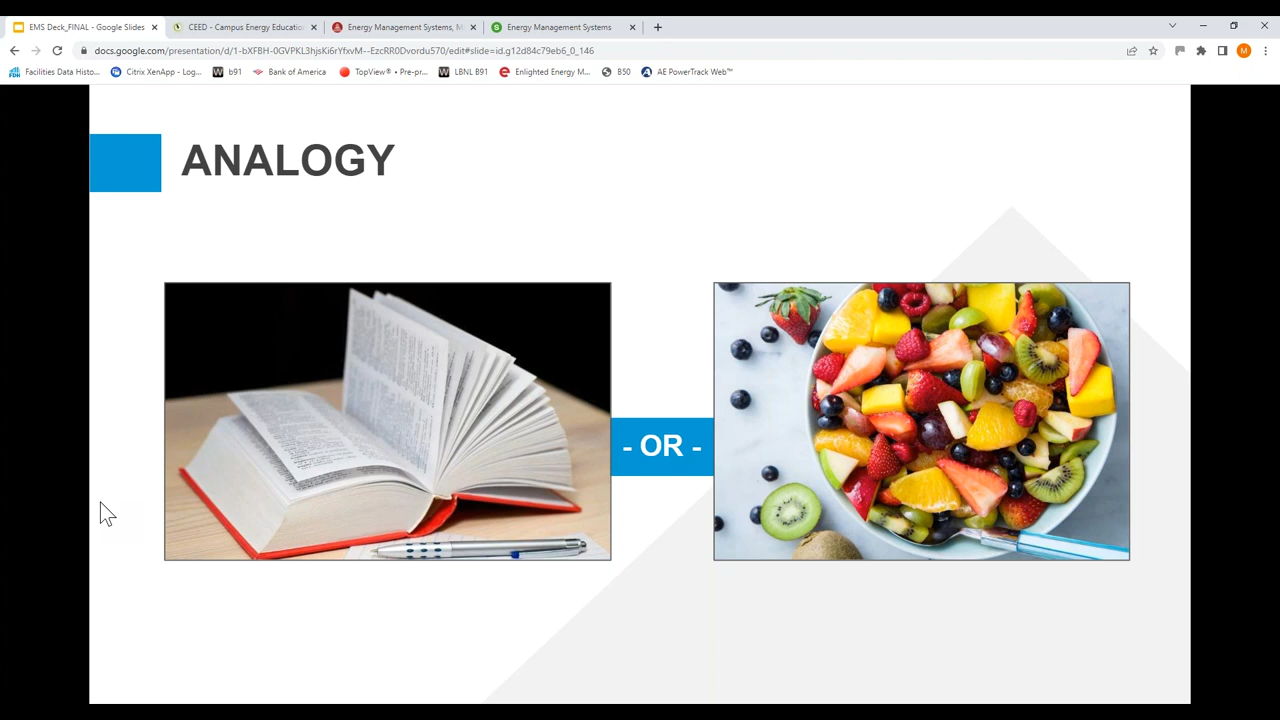 EMS Deck_FINAL - Google Slides
CEED - Campus Energy Educatio
Energy Management Systems, M
Energy Management Systems
docs.google.com/presentation/d/1-bXFBH-0GVPKL3hjsKi6rYfxvM--EzcRR0Dvordu570/edit#slide=id.g12d84c79eb6_0_146
M
Facilities Data Histo...
Citrix XenApp - Log...
b91
Bank of America
TopView® • Pre-pr...
LBNL B91
Enlighted Energy M...
B50
AE PowerTrack Web™
ANALOGY
- OR -